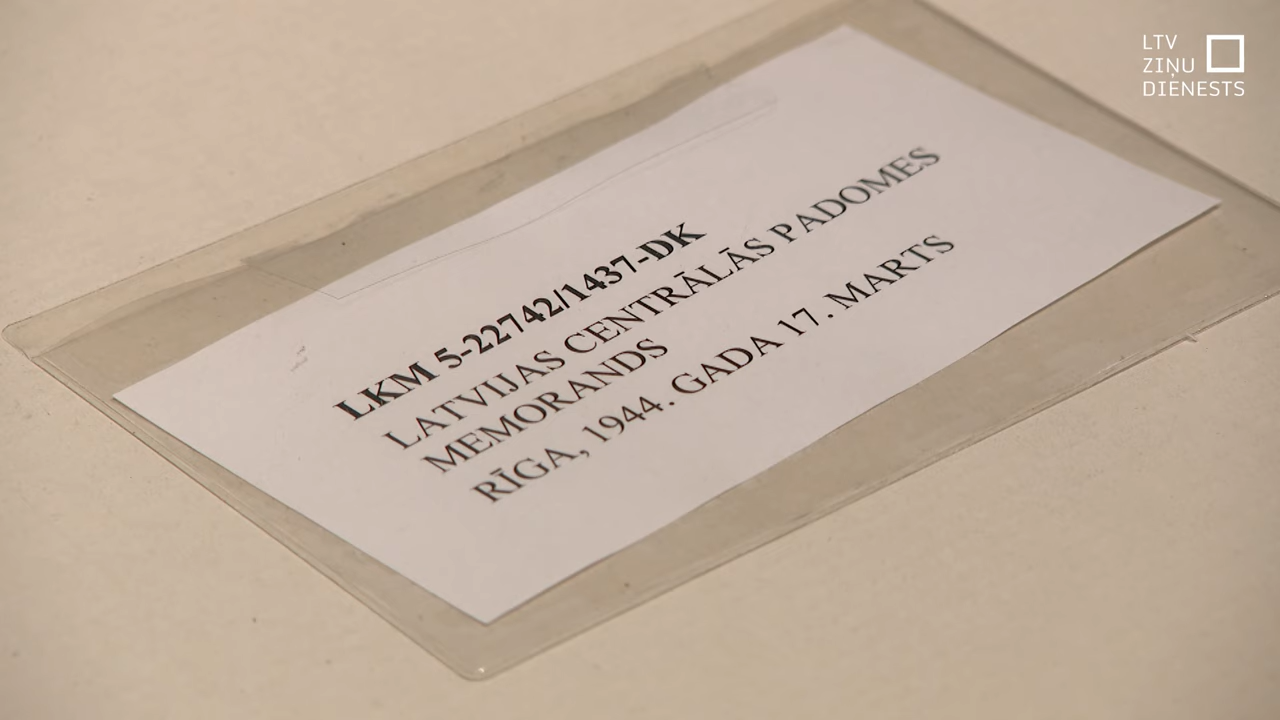 LTV
ZIŅU
DIENESTS
LKM 5-22742/1437-DK
LATVIJAS CENTRĀLĀS PADOMES
MEMORANDS
RĪGA, 1944. GADA 17. MARTS